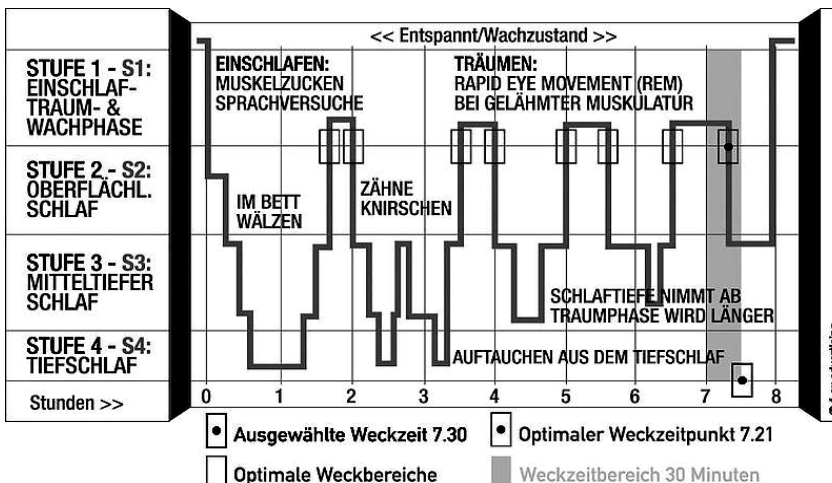 << Entspannt/Wachzustand >>
STUFE 1 - S1:
EINSCHLAF-
TRAUM- &
WACHPHASE
EINSCHLAFEN:
MUSKELZUCKEN
SPRACHVERSUCHE
TRÄUMEN:
RAPID EYE MOVEMENT (REM)
BEI GELÄHMTER MUSKULATUR
STUFE 2 - S2:
OBERFLÄCHL.
SCHLAF
IM BETT
WÄLZEN
ZÄHNE
KNIRSCHEN
STUFE 3 - S3:
MITTELTIEFER
SCHLAF
SCHLAFTIEFE NIMMT AB
TRAUMPHASE WIRD LÄNGER
STUFE 4 - S4:
TIEFSCHLAF
AUFTAUCHEN AUS DEM TIEFSCHLAF
Stunden >>
0 1 2 3 4 5 6 7 8
Ausgewählte Weckzeit 7.30
Optimaler Weckzeitpunkt 7.21
Optimale Weckbereiche
Weckzeitbereich 30 Minuten